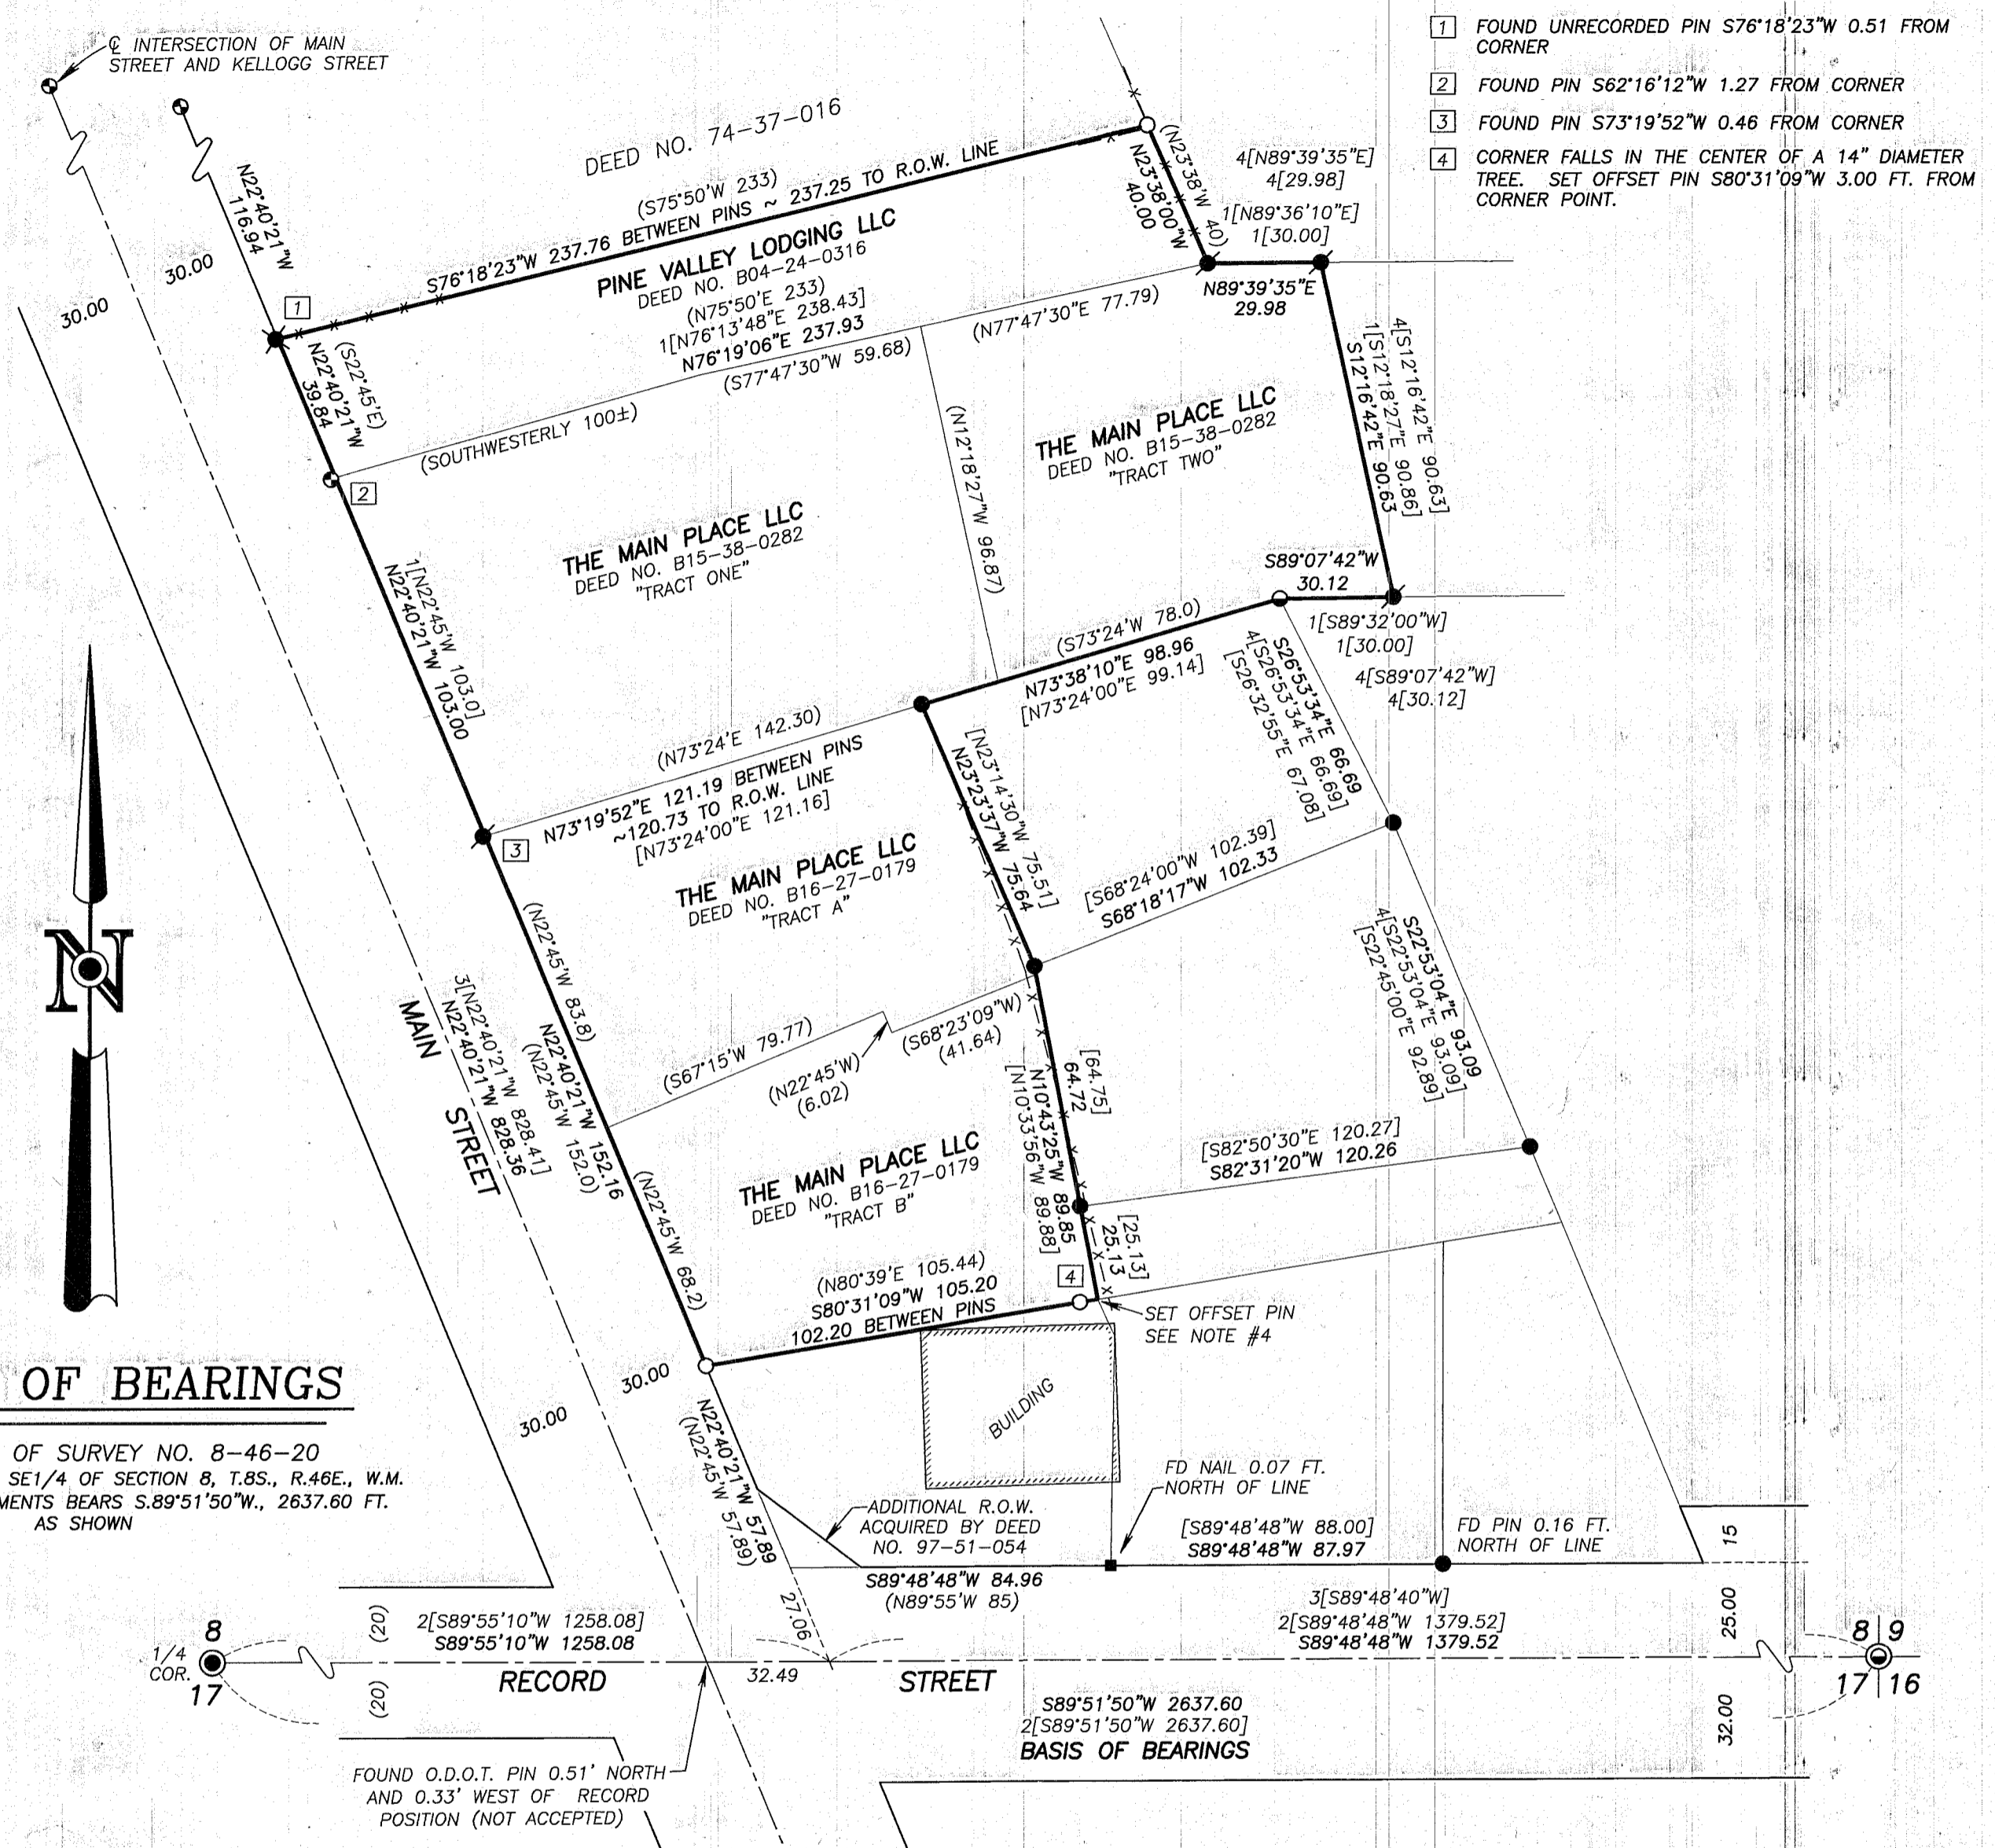 ℄ INTERSECTION OF MAIN
STREET AND KELLOGG STREET
1 FOUND UNRECORDED PIN S76°18'23"W 0.51 FROM
CORNER
2 FOUND PIN S62°16'12"W 1.27 FROM CORNER
3 FOUND PIN S73°19'52"W 0.46 FROM CORNER
4 CORNER FALLS IN THE CENTER OF A 14" DIAMETER
TREE. SET OFFSET PIN S80°31'09"W 3.00 FT. FROM
CORNER POINT.
DEED NO. 74-37-016
N22°40'21"W
116.94
30.00
30.00
(S75°50'W 233)
S76°18'23"W 237.76 BETWEEN PINS ~ 237.25 TO R.O.W. LINE
PINE VALLEY LODGING LLC
DEED NO. B04-24-0316
(N75°50'E 233)
1[N76°13'48"E 238.43]
N76°19'06"E 237.93
(S77°47'30"W 59.68)
(N77°47'30"E 77.79)
(N23°38'W 40)
N23°38'00"W
40.00
4[N89°39'35"E]
4[29.98]
1[N89°36'10"E]
1[30.00]
N89°39'35"E
29.98
1
(S22°45'E)
N22°40'21"W
39.84
(SOUTHWESTERLY 100±)
2
(N12°18'27"W 96.87)
THE MAIN PLACE LLC
DEED NO. B15-38-0282
"TRACT TWO"
4[S12°16'42"E 90.63]
1[S12°18'27"E 90.86]
S12°16'42"E 90.63
THE MAIN PLACE LLC
DEED NO. B15-38-0282
"TRACT ONE"
1[N22°45'W 103.0]
N22°40'21"W 103.00
S89°07'42"W
30.12
1[S89°32'00"W]
1[30.00]
4[S89°07'42"W]
4[30.12]
(S73°24'W 78.0)
N73°38'10"E 98.96
[N73°24'00"E 99.14]
S26°53'34"E 66.69
4[S26°53'34"E 66.69]
[S26°32'55"E 67.08]
(N73°24'E 142.30)
N73°19'52"E 121.19 BETWEEN PINS
~120.73 TO R.O.W. LINE
[N73°24'00"E 121.16]
3
[N23°14'30"W 75.51]
N23°23'37"W 75.64
THE MAIN PLACE LLC
DEED NO. B16-27-0179
"TRACT A"
[S68°24'00"W 102.39]
S68°18'17"W 102.33
S22°53'04"E 93.09
4[S22°53'04"E 93.09]
[S22°45'00"E 92.89]
N
MAIN
STREET
3[N22°40'21"W 828.41]
N22°40'21"W 828.36
(N22°45'W 83.8)
N22°40'21"W 152.16
(N22°45'W 152.0)
(S67°15'W 79.77)
(N22°45'W)
(6.02)
(S68°23'09"W)
(41.64)
[64.75]
64.72
N10°43'25"W 89.85
[N10°33'56"W 89.88]
[S82°50'30"E 120.27]
S82°31'20"W 120.26
[25.13]
25.13
THE MAIN PLACE LLC
DEED NO. B16-27-0179
"TRACT B"
(N22°45'W 68.2)
(N80°39'E 105.44)
S80°31'09"W 105.20
102.20 BETWEEN PINS
4
SET OFFSET PIN
SEE NOTE #4
OF BEARINGS
OF SURVEY NO. 8-46-20
SE1/4 OF SECTION 8, T.8S., R.46E., W.M.
MENTS BEARS S.89°51'50"W., 2637.60 FT.
AS SHOWN
30.00
30.00
N22°40'21"W 57.89
(N22°45'W 57.89)
BUILDING
FD NAIL 0.07 FT.
NORTH OF LINE
ADDITIONAL R.O.W.
ACQUIRED BY DEED
NO. 97-51-054
[S89°48'48"W 88.00]
S89°48'48"W 87.97
FD PIN 0.16 FT.
NORTH OF LINE
15
S89°48'48"W 84.96
(N89°55'W 85)
27.06
3[S89°48'40"W]
2[S89°48'48"W 1379.52]
S89°48'48"W 1379.52
25.00
(20)
(20)
2[S89°55'10"W 1258.08]
S89°55'10"W 1258.08
8
1/4
COR.
17
RECORD
32.49
STREET
8 9
17 16
32.00
S89°51'50"W 2637.60
2[S89°51'50"W 2637.60]
BASIS OF BEARINGS
FOUND O.D.O.T. PIN 0.51' NORTH
AND 0.33' WEST OF RECORD
POSITION (NOT ACCEPTED)